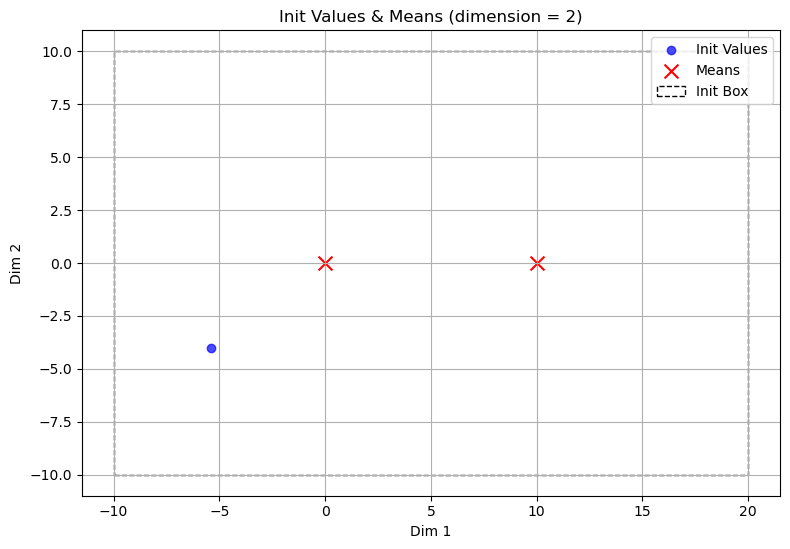 Init Values & Means (dimension = 2)
Init Values
Means
Init Box
10.0
7.5
5.0
2.5
0.0
−2.5
−5.0
−7.5
−10.0
Dim 2
−10
−5
0
5
10
15
20
Dim 1